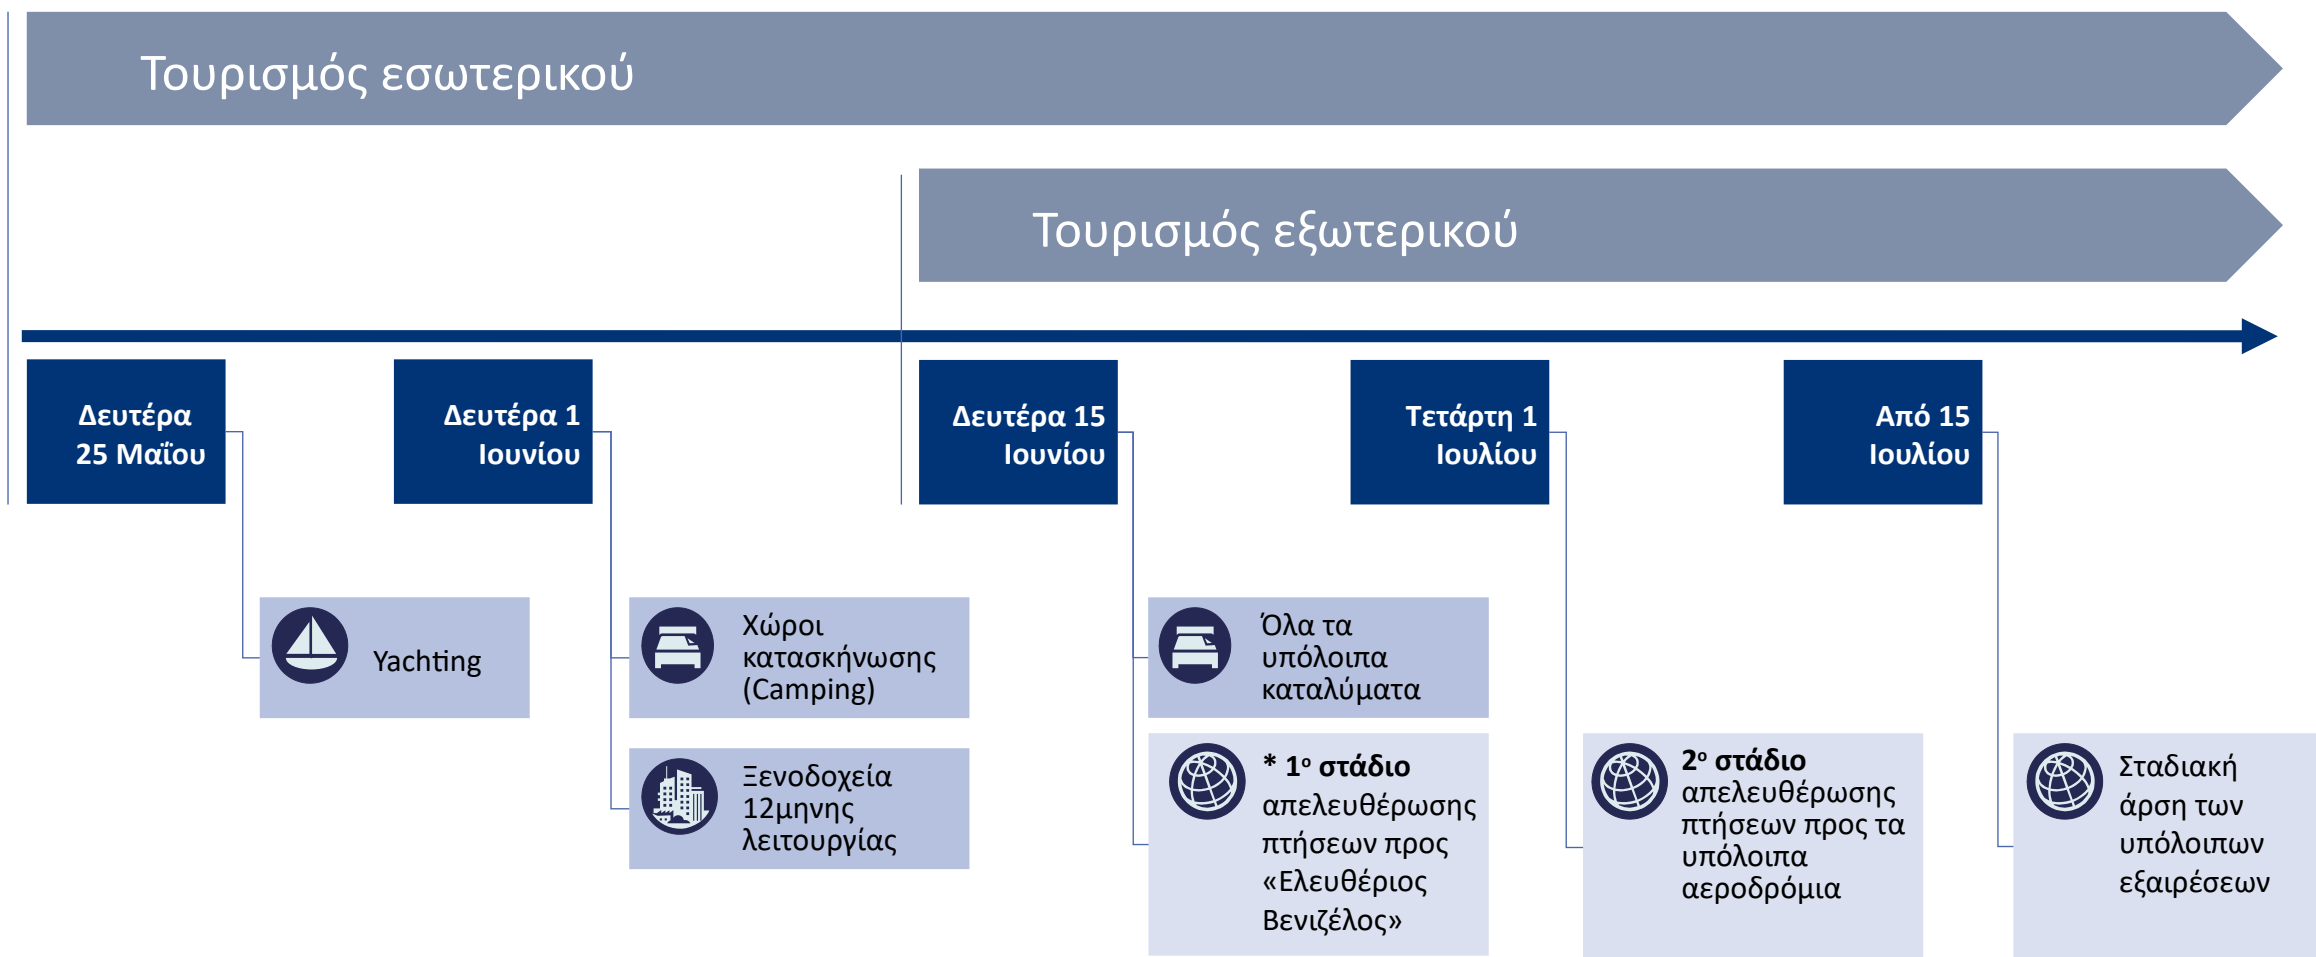 Τουρισμός εσωτερικού
Τουρισμός εξωτερικού
Δευτέρα
25 Μαΐου
Δευτέρα 1
Ιουνίου
Δευτέρα 15
Ιουνίου
Τετάρτη 1
Ιουλίου
Από 15
Ιουλίου
Yachting
Χώροι
κατασκήνωσης
(Camping)
Ξενοδοχεία
12μηνης
λειτουργίας
Όλα τα
υπόλοιπα
καταλύματα
* 1ο στάδιο
απελευθέρωσης
πτήσεων προς
«Ελευθέριος
Βενιζέλος»
2ο στάδιο
απελευθέρωσης
πτήσεων προς τα
υπόλοιπα
αεροδρόμια
Σταδιακή
άρση των
υπόλοιπων
εξαιρέσεων